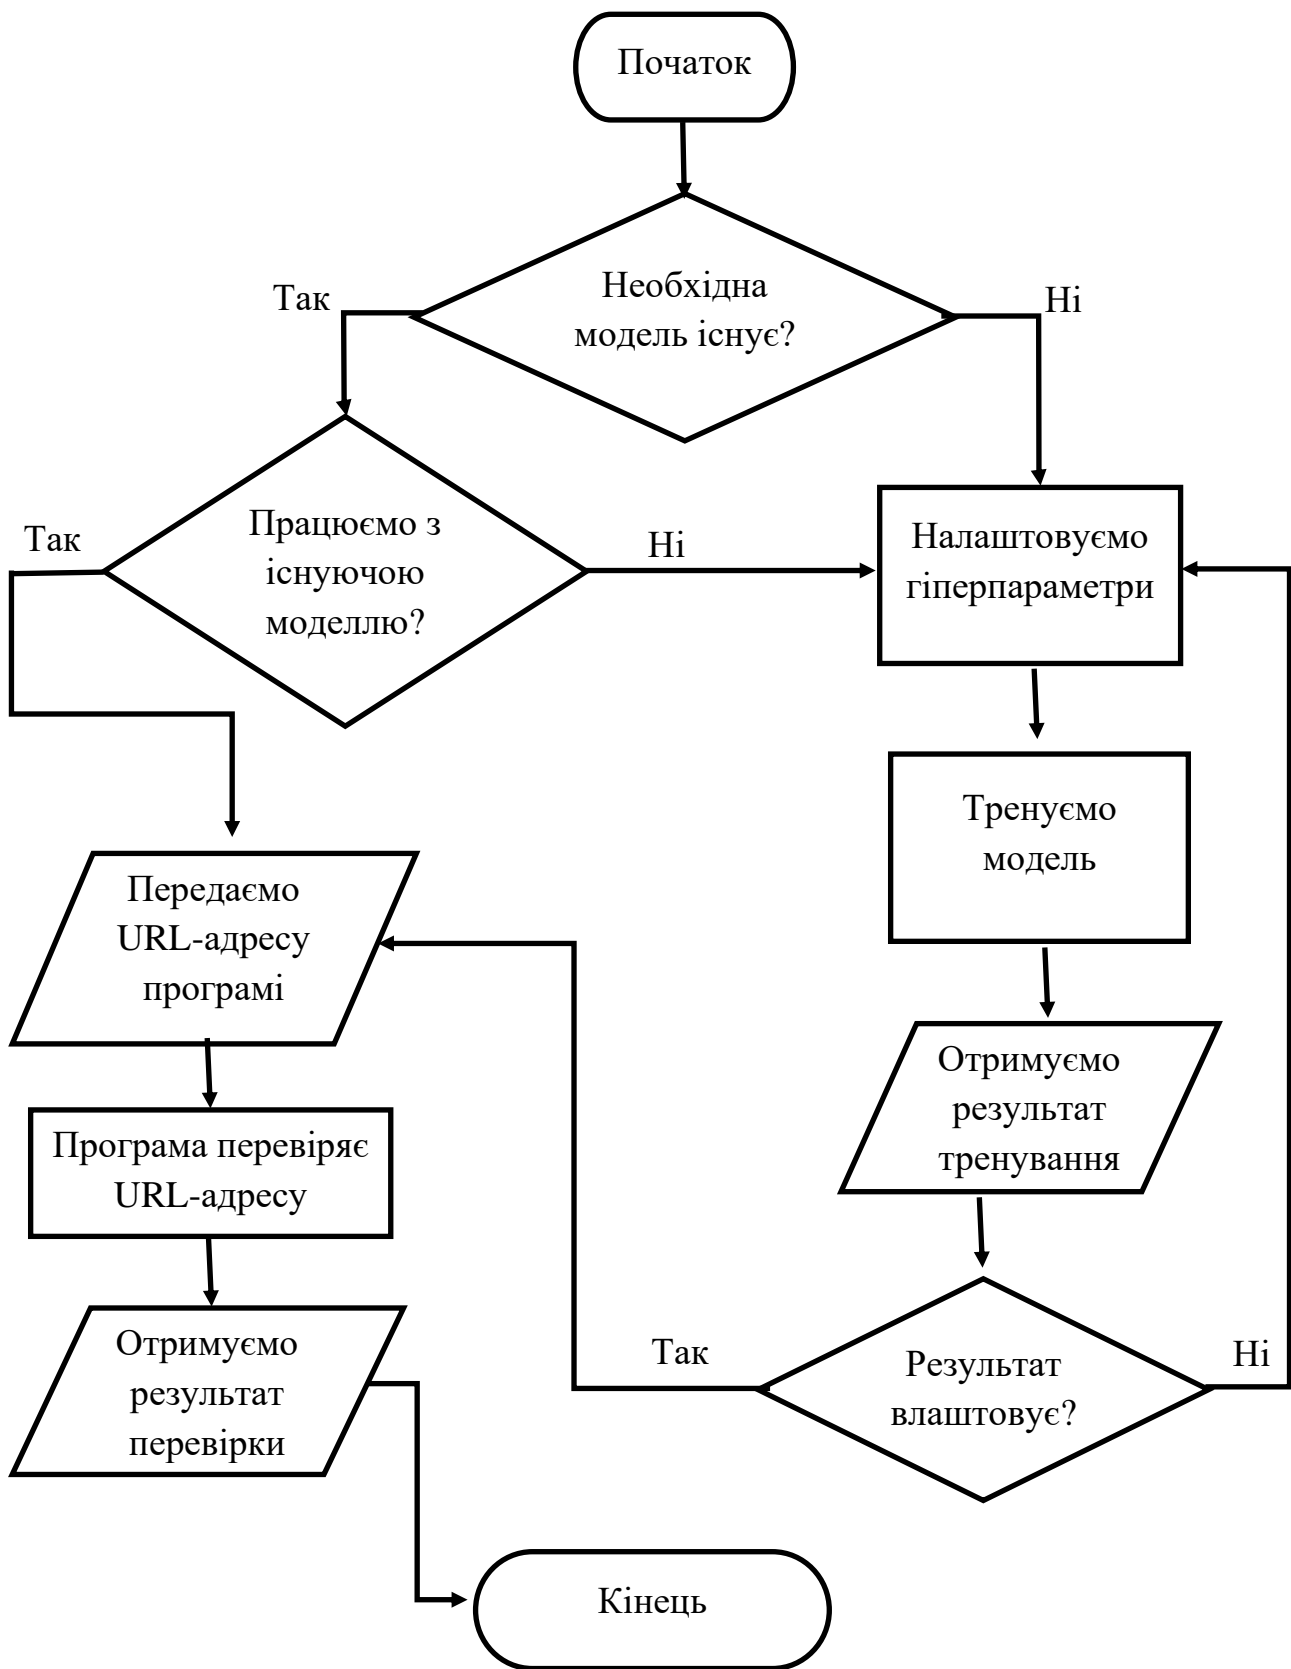 Початок
Необхідна
модель існує?
Так
Ні
Працюємо з
існуючою
моделлю?
Так
Ні
Налаштовуємо
гіперпараметри
Тренуємо
модель
Передаємо
URL-адресу
програмі
Отримуємо
результат
тренування
Програма перевіряє
URL-адресу
Отримуємо
результат
перевірки
Так
Результат
влаштовує?
Ні
Кінець